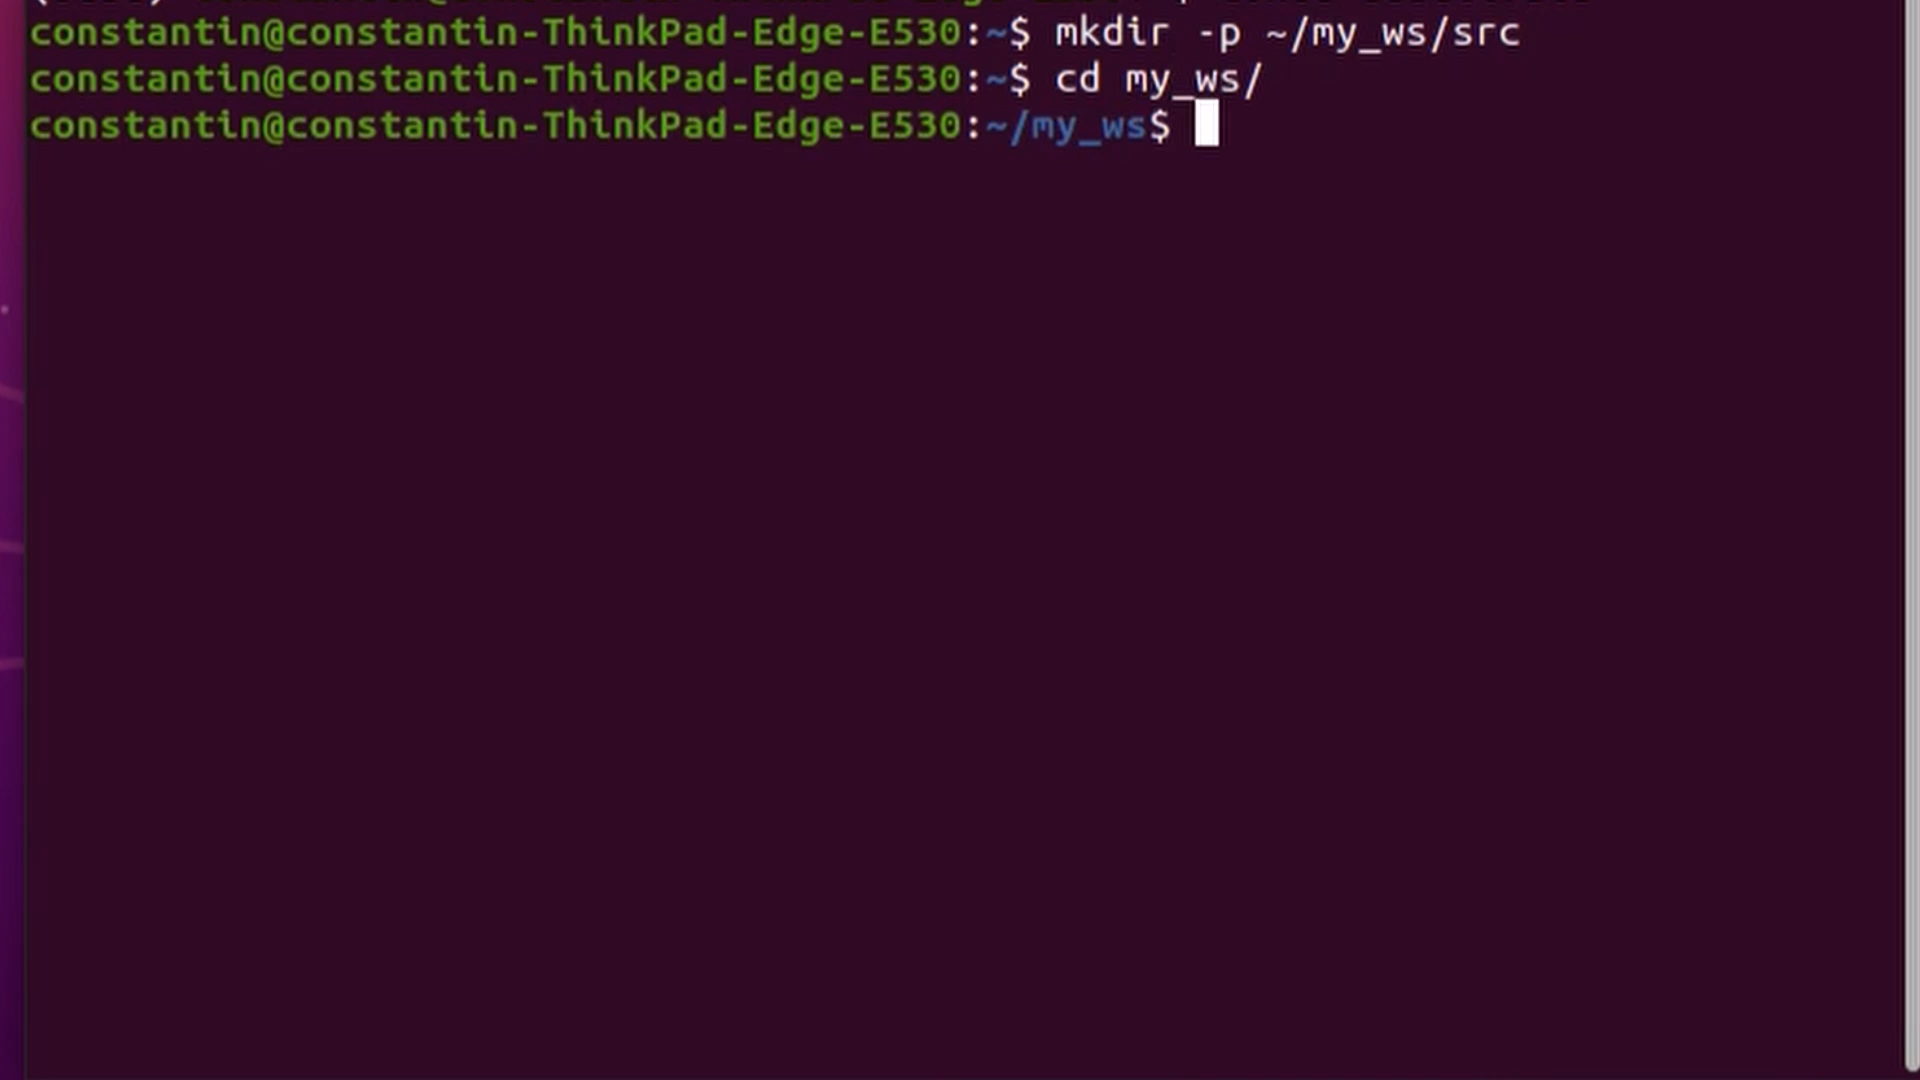 constantin@constantin-ThinkPad-Edge-E530:~$ mkdir -p ~/my_ws/src
constantin@constantin-ThinkPad-Edge-E530:~$ cd my_ws/
constantin@constantin-ThinkPad-Edge-E530:~/my_ws$